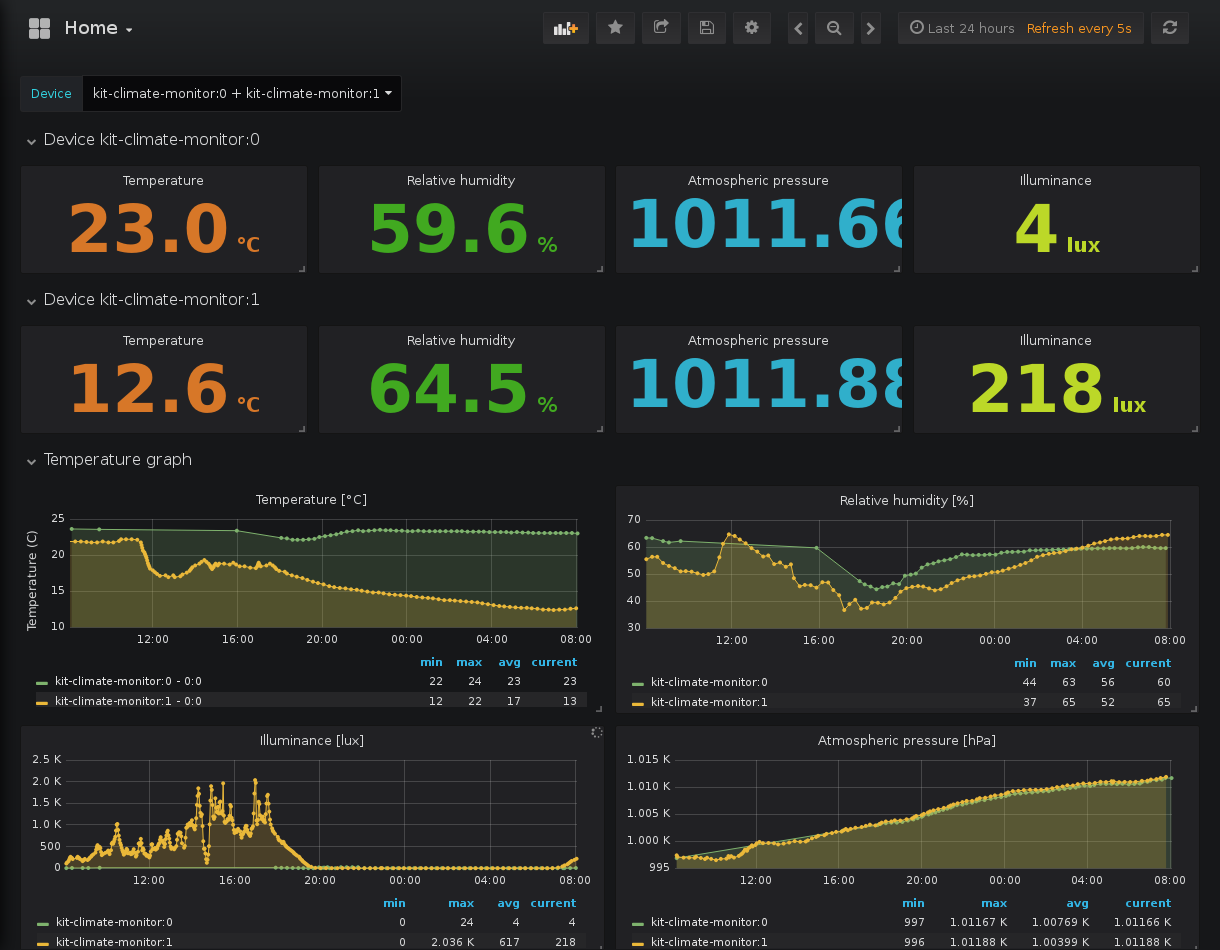 Home
Last 24 hours Refresh every 5s
Device kit-climate-monitor:0 + kit-climate-monitor:1
Device kit-climate-monitor:0
Temperature Relative humidity Atmospheric pressure Illuminance
23.0 °C 59.6 % 1011.66 4 lux
Device kit-climate-monitor:1
Temperature Relative humidity Atmospheric pressure Illuminance
12.6 °C 64.5 % 1011.88 218 lux
Temperature graph
Temperature [°C]
Temperature (C)
25
20
15
10
12:00 16:00 20:00 00:00 04:00 08:00
min max avg current
kit-climate-monitor:0 - 0:0 22 24 23 23
kit-climate-monitor:1 - 0:0 12 22 17 13
Relative humidity [%]
70
60
50
40
30
12:00 16:00 20:00 00:00 04:00 08:00
min max avg current
kit-climate-monitor:0 44 63 56 60
kit-climate-monitor:1 37 65 52 65
Illuminance [lux]
2.5 K
2.0 K
1.5 K
1.0 K
500
0
12:00 16:00 20:00 00:00 04:00 08:00
min max avg current
kit-climate-monitor:0 0 24 4 4
kit-climate-monitor:1 0 2.036 K 617 218
Atmospheric pressure [hPa]
1.015 K
1.010 K
1.005 K
1.000 K
995
12:00 16:00 20:00 00:00 04:00 08:00
min max avg current
kit-climate-monitor:0 997 1.01167 K 1.00769 K 1.01166 K
kit-climate-monitor:1 996 1.01188 K 1.00399 K 1.01188 K